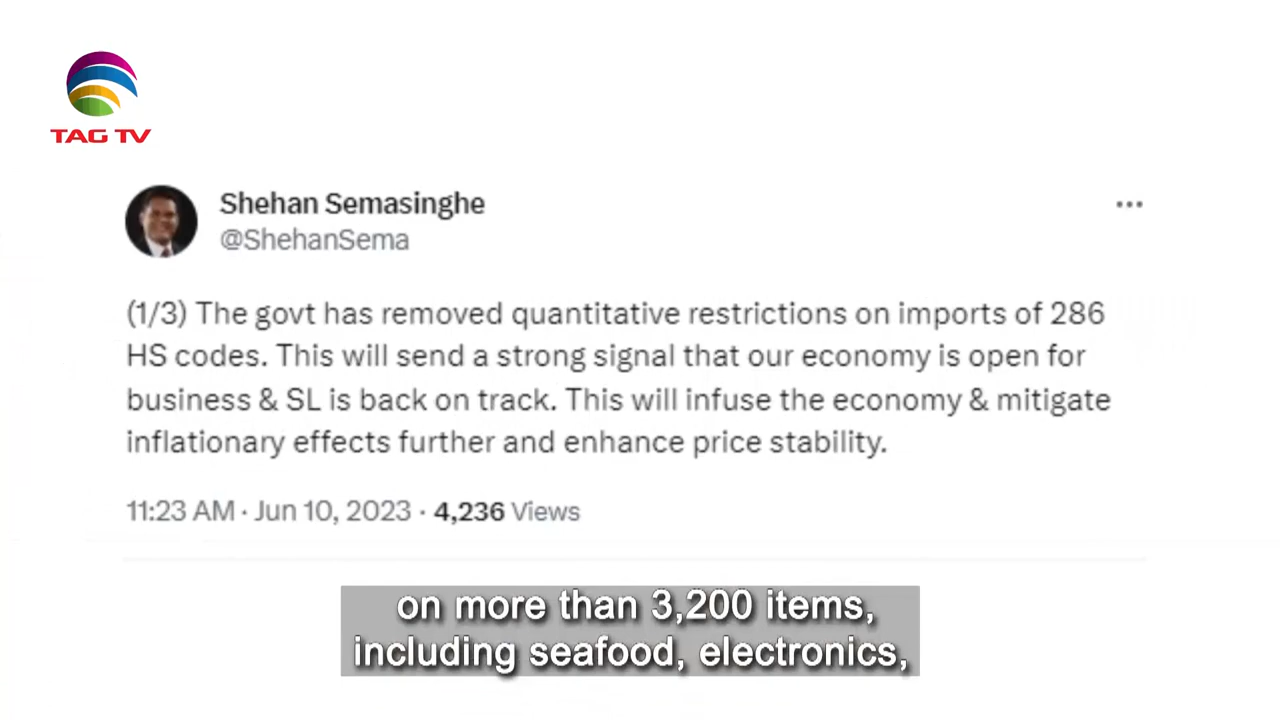 TAG TV
Shehan Semasinghe
@ShehanSema
(1/3) The govt has removed quantitative restrictions on imports of 286
HS codes. This will send a strong signal that our economy is open for
business & SL is back on track. This will infuse the economy & mitigate
inflationary effects further and enhance price stability.
11:23 AM · Jun 10, 2023 · 4,236 Views
on more than 3,200 items,
including seafood, electronics,